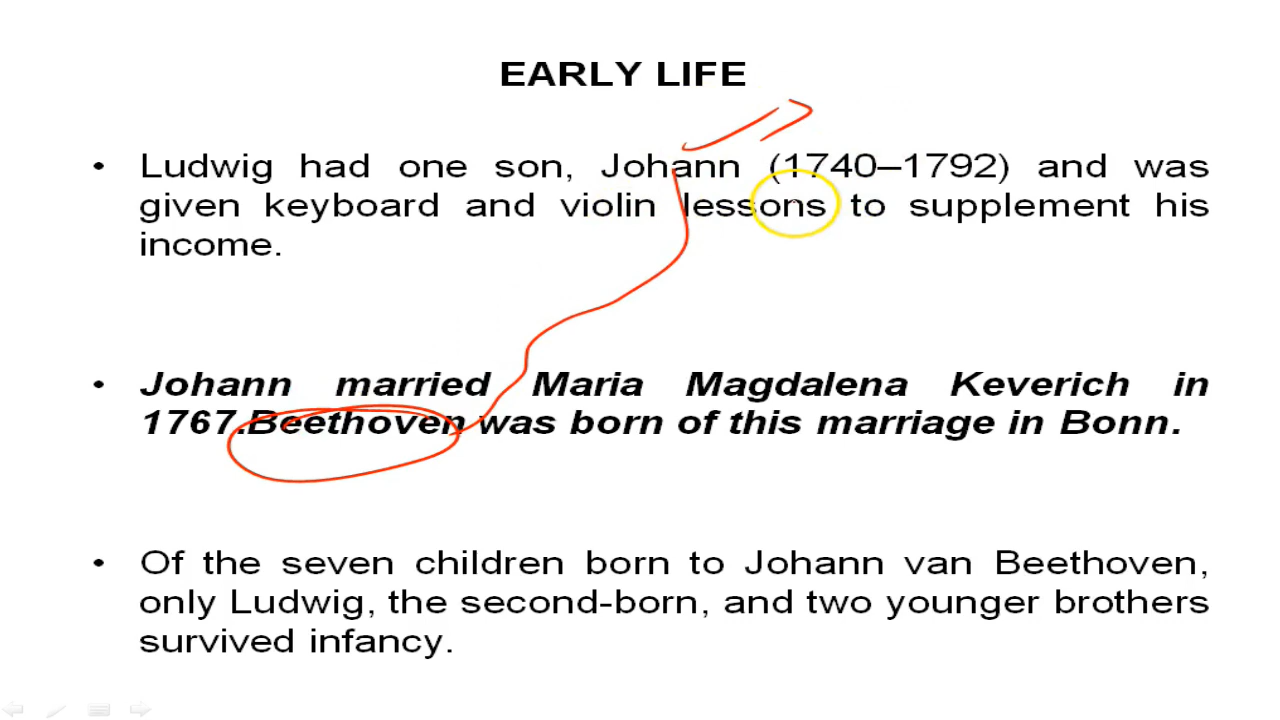 EARLY LIFE
• Ludwig had one son, Johann (1740–1792) and was
given keyboard and violin lessons to supplement his
income.
• Johann married Maria Magdalena Keverich in
1767.Beethoven was born of this marriage in Bonn.
• Of the seven children born to Johann van Beethoven,
only Ludwig, the second-born, and two younger brothers
survived infancy.